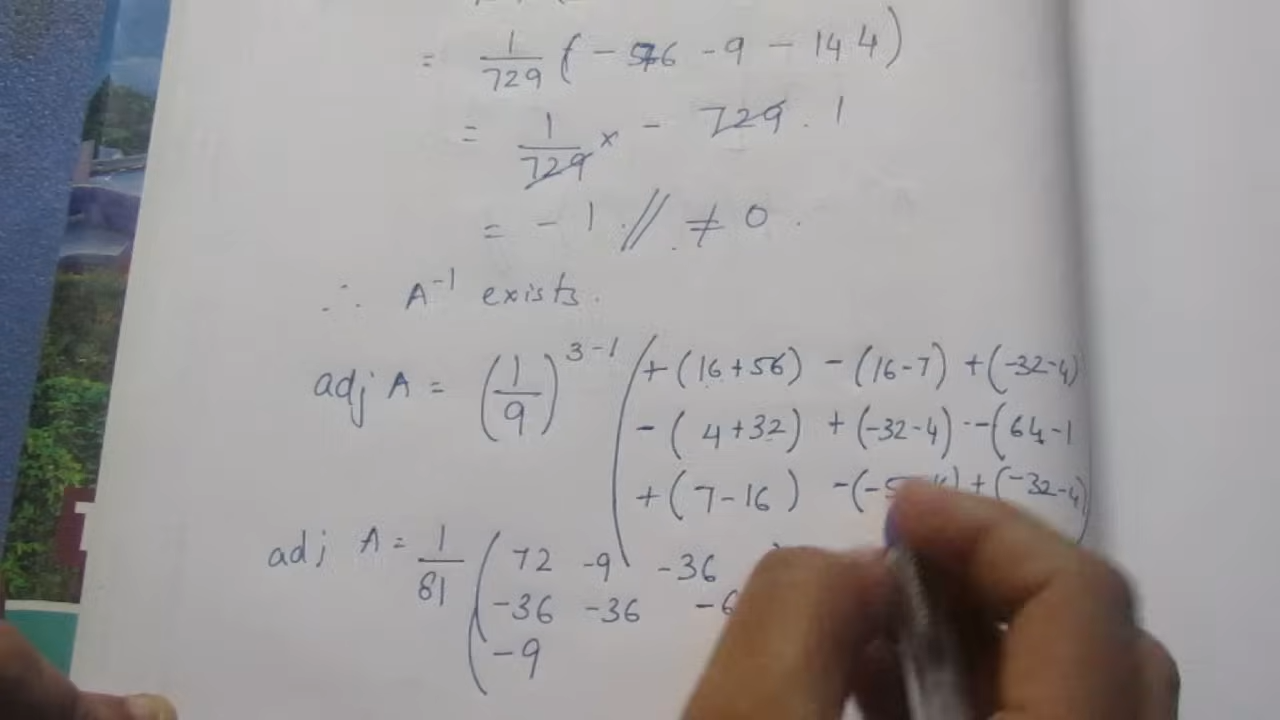 = 1/729 ( - 576 - 9 - 144)
= 1/729 x - 729 . 1
= - 1 // ≠ 0 .
∴ A⁻¹ exists.
adj A = (1/9)³⁻¹ ( +(16+56) -(16-7) +(-32-4)
-(4+32) +(-32-4) -(64-1
+(7-16) +(-32-4)
adj A = 1/81 ( 72 -9 -36
-36 -36
-9